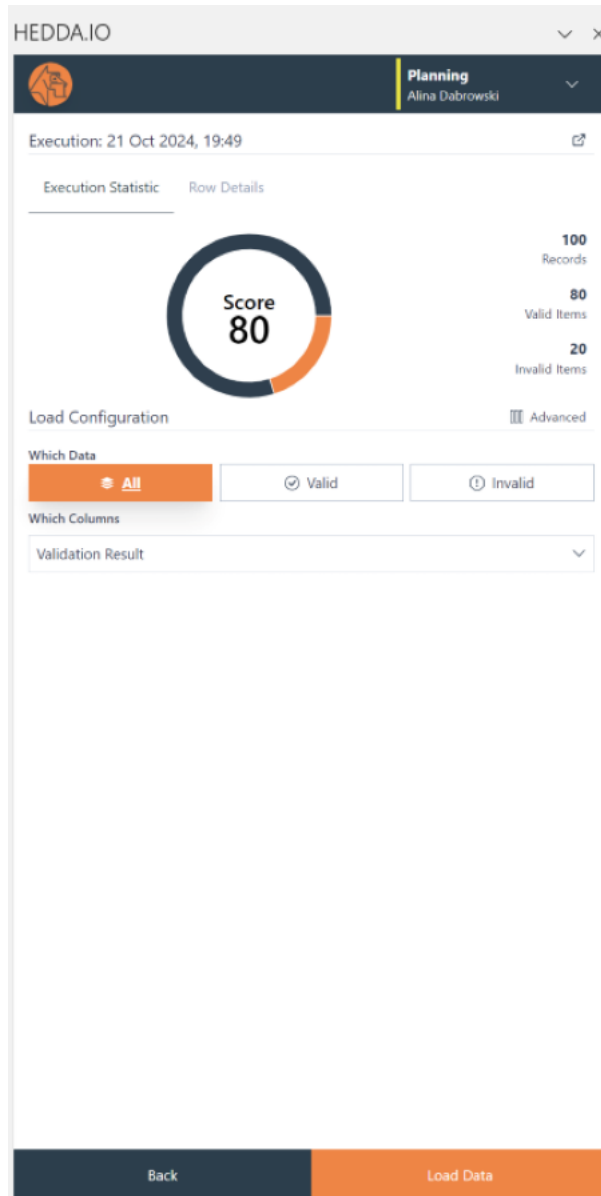 HEDDA.IO
Planning
Alina Dabrowski
Execution: 21 Oct 2024, 19:49
Execution Statistic Row Details
Score
80
100
Records
80
Valid Items
20
Invalid Items
Load Configuration Advanced
Which Data
All Valid Invalid
Which Columns
Validation Result
Back Load Data